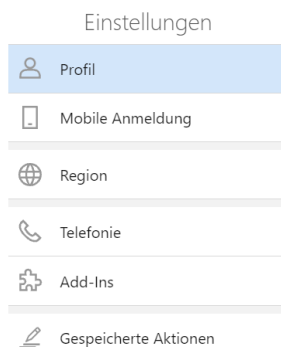 Einstellungen
Profil
Mobile Anmeldung
Region
Telefonie
Add-Ins
Gespeicherte Aktionen